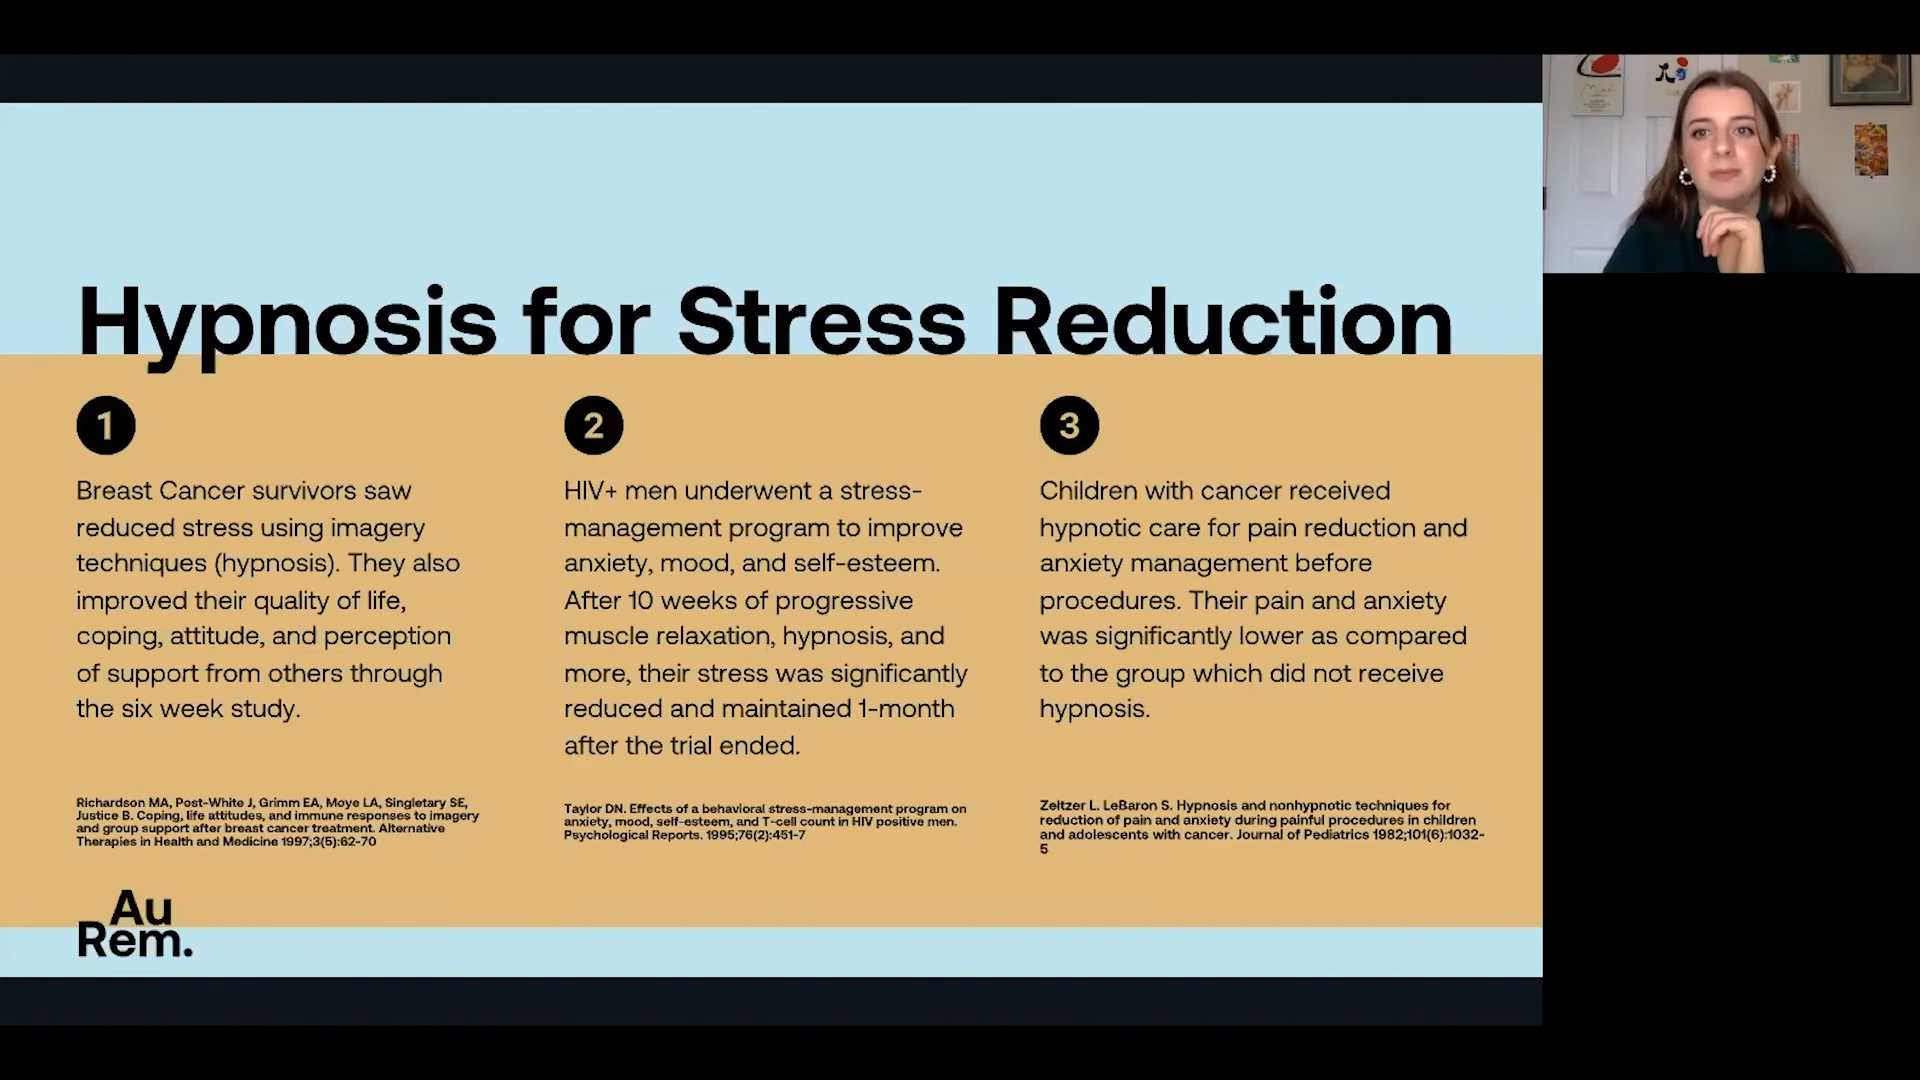 Hypnosis for Stress Reduction
1
Breast Cancer survivors saw
reduced stress using imagery
techniques (hypnosis). They also
improved their quality of life,
coping, attitude, and perception
of support from others through
the six week study.
Richardson MA, Post-White J, Grimm EA, Moye LA, Singletary SE,
Justice B. Coping, life attitudes, and immune responses to imagery
and group support after breast cancer treatment. Alternative
Therapies in Health and Medicine 1997;3(5):62-70
2
HIV+ men underwent a stress-
management program to improve
anxiety, mood, and self-esteem.
After 10 weeks of progressive
muscle relaxation, hypnosis, and
more, their stress was significantly
reduced and maintained 1-month
after the trial ended.
Taylor DN. Effects of a behavioral stress-management program on
anxiety, mood, self-esteem, and T-cell count in HIV positive men.
Psychological Reports. 1995;76(2):451-7
3
Children with cancer received
hypnotic care for pain reduction and
anxiety management before
procedures. Their pain and anxiety
was significantly lower as compared
to the group which did not receive
hypnosis.
Zeltzer L. LeBaron S. Hypnosis and nonhypnotic techniques for
reduction of pain and anxiety during painful procedures in children
and adolescents with cancer. Journal of Pediatrics 1982;101(6):1032-
5
Au
Rem.